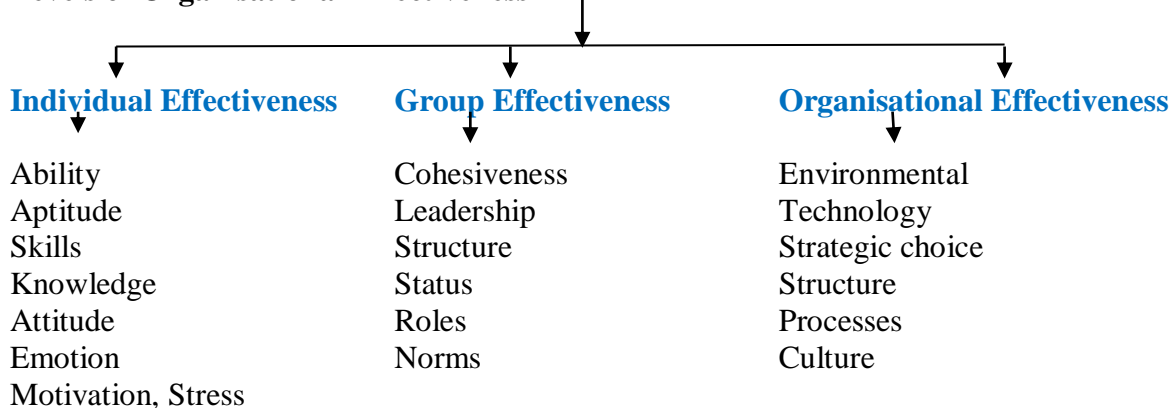 Individual Effectiveness Group Effectiveness Organisational Effectiveness
Ability Cohesiveness Environmental
Aptitude Leadership Technology
Skills Structure Strategic choice
Knowledge Status Structure
Attitude Roles Processes
Emotion Norms Culture
Motivation, Stress